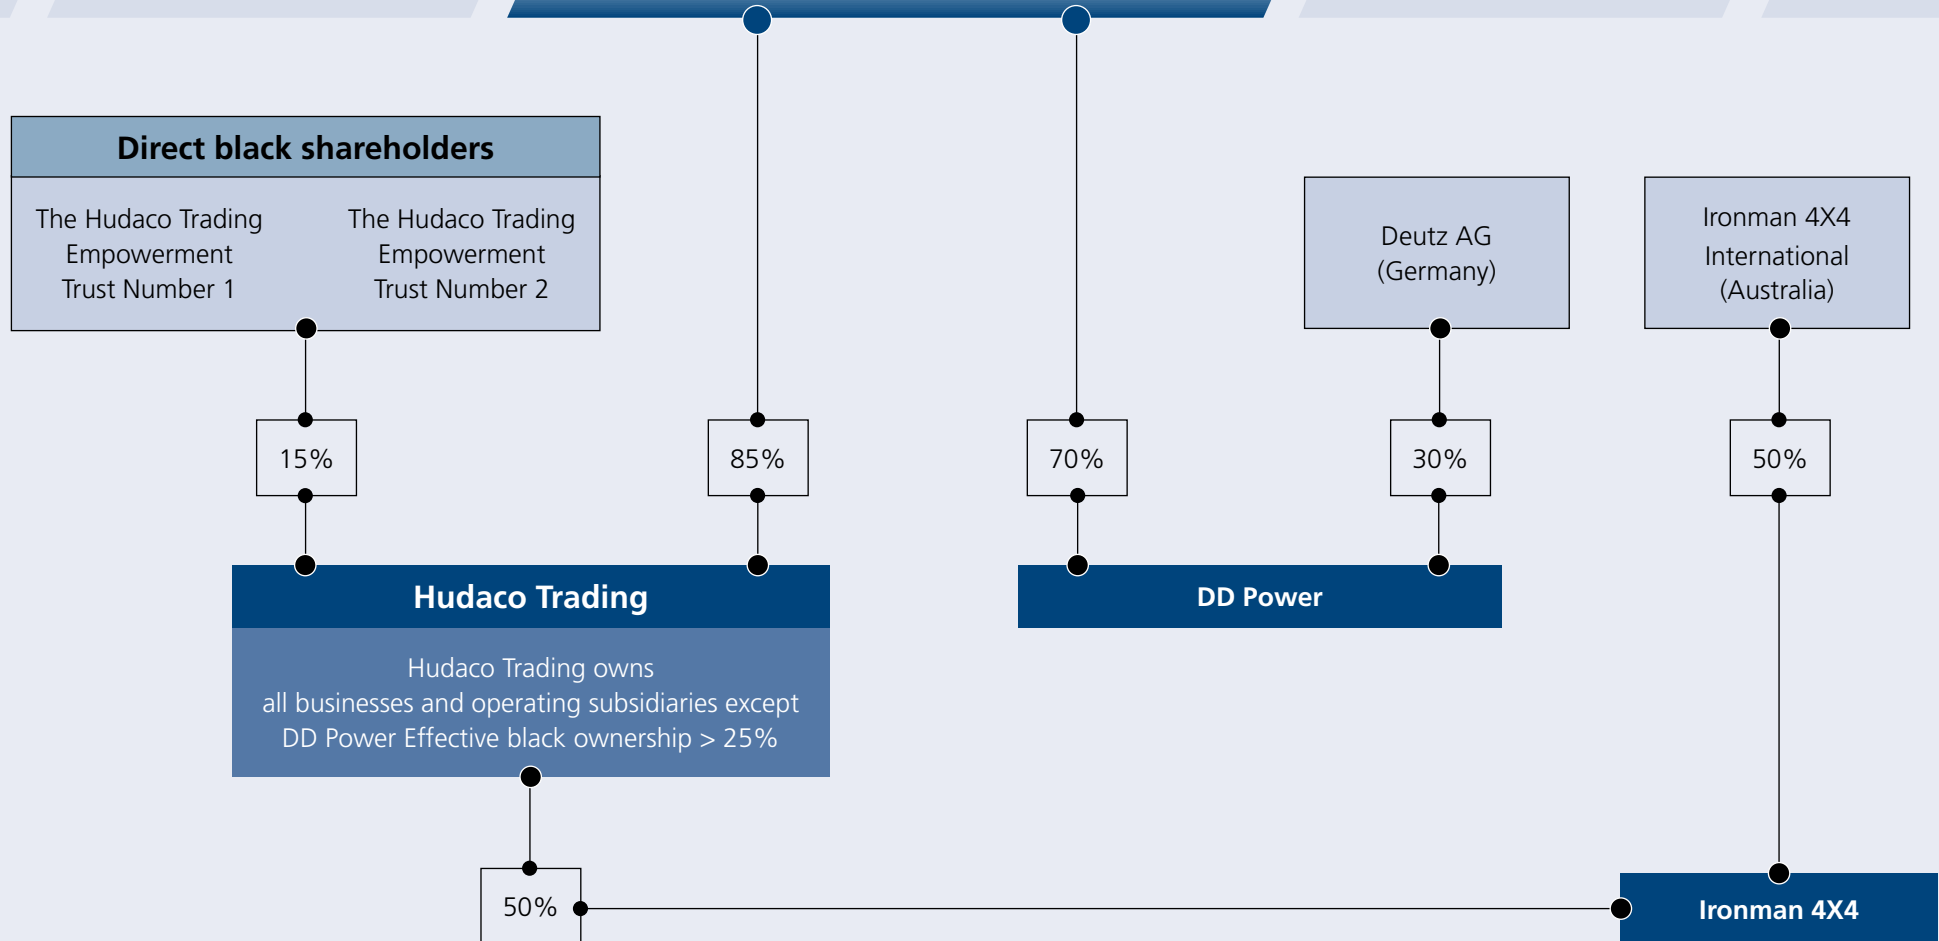 Direct black shareholders
The Hudaco Trading
Empowerment
Trust Number 1
The Hudaco Trading
Empowerment
Trust Number 2
Deutz AG
(Germany)
Ironman 4X4
International
(Australia)
15%
85%
70%
30%
50%
Hudaco Trading
Hudaco Trading owns
all businesses and operating subsidiaries except
DD Power Effective black ownership > 25%
DD Power
50%
Ironman 4X4